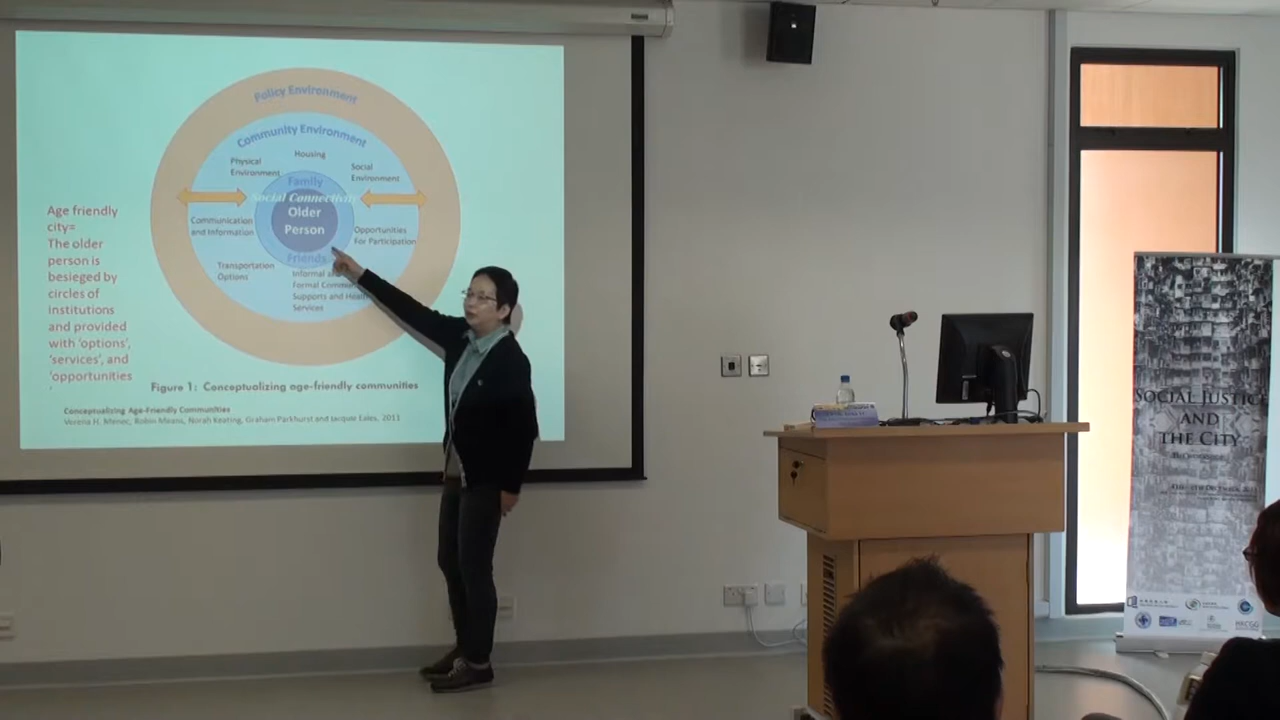 Policy Environment
Community Environment
Housing
Physical
Environment
Social
Environment
Family
Social Connectivity
Older
Person
Communication
and Information
Opportunities
For Participation
Friends
Transportation
Options
Informal and
Formal
Supports and Health
Services
Age friendly
city=
The older
person is
besieged by
circles of
institutions
and provided
with 'options',
'services', and
'opportunities
'
Figure 1: Conceptualizing age-friendly communities
Conceptualizing Age-Friendly Communities
Verena H. Menec, Robin Means, Norah Keating, Graham Parkhurst and Jacquie Eales, 2011
SOCIAL JUSTICE
AND
THE CITY
HKCGG